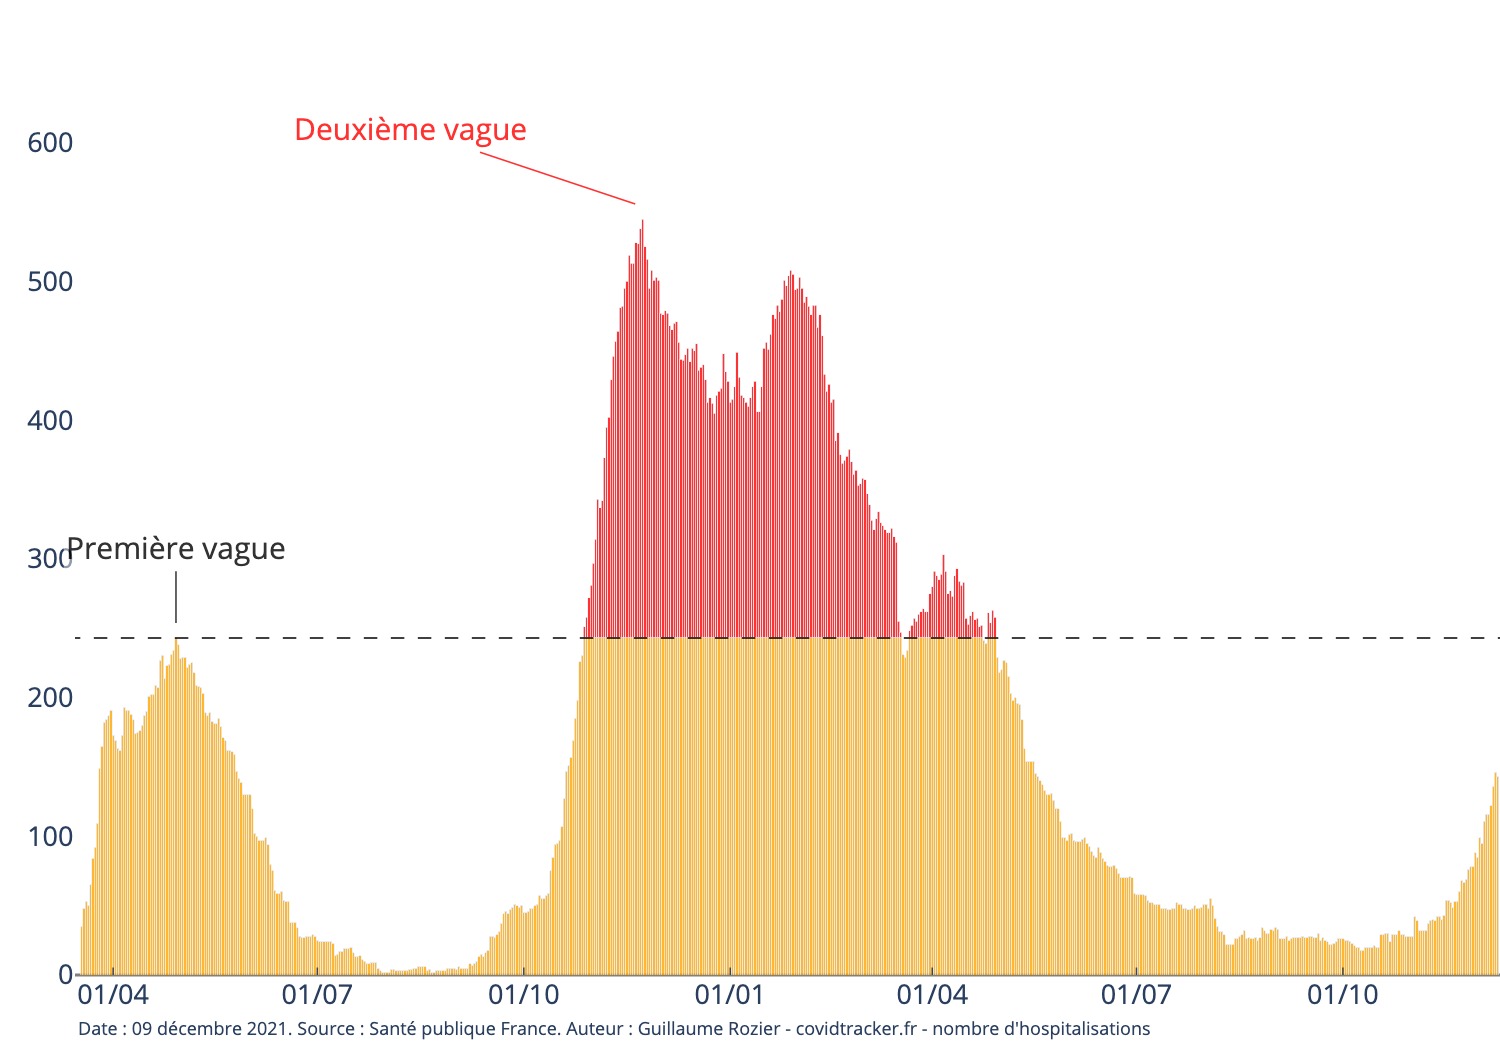 Deuxième vague
600
500
400
300
Première vague
200
100
0
01/04 01/07 01/10 01/01 01/04 01/07 01/10
Date : 09 décembre 2021. Source : Santé publique France. Auteur : Guillaume Rozier - covidtracker.fr - nombre d'hospitalisations